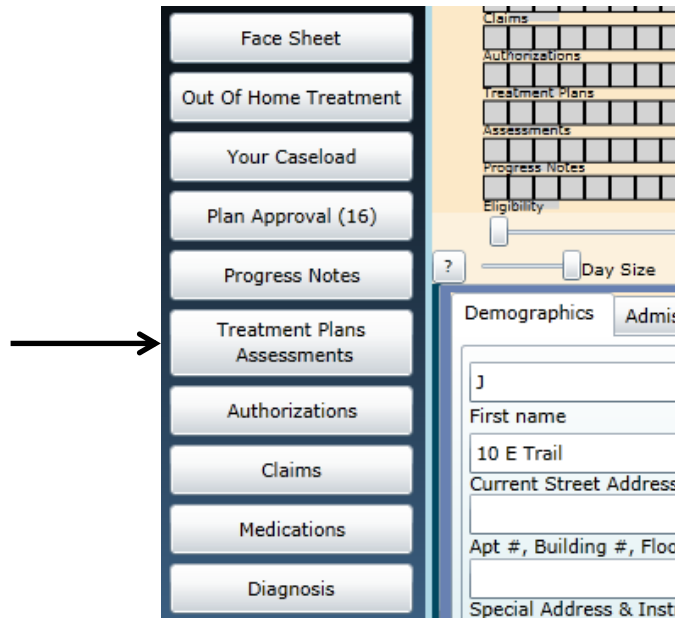 Face Sheet
Out Of Home Treatment
Your Caseload
Plan Approval (16)
Progress Notes
Treatment Plans
Assessments
Authorizations
Claims
Medications
Diagnosis
Claims
Authorizations
Treatment Plans
Assessments
Progress Notes
Eligibility
?
Day Size
Demographics
Admis
J
First name
10 E Trail
Current Street Address
Apt #, Building #, Floo
Special Address & Inst